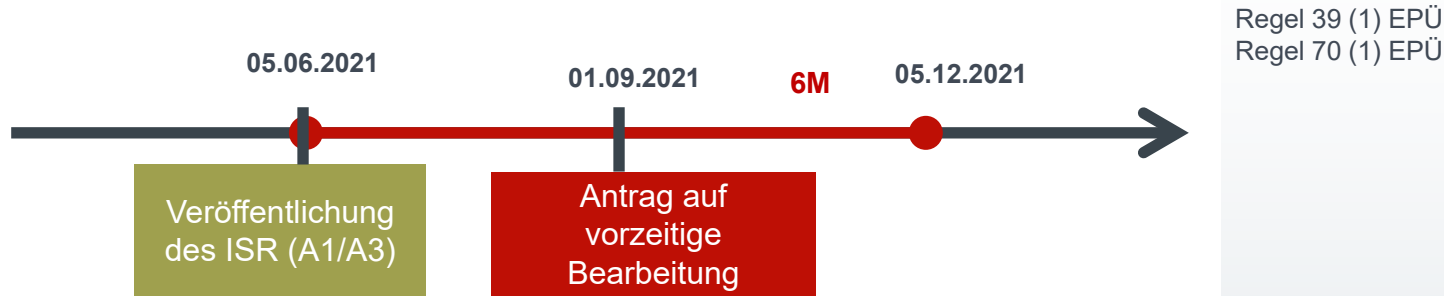 Regel 39 (1) EPÜ
Regel 70 (1) EPÜ
05.06.2021
01.09.2021
6M
05.12.2021
Veröffentlichung
des ISR (A1/A3)
Antrag auf
vorzeitige
Bearbeitung